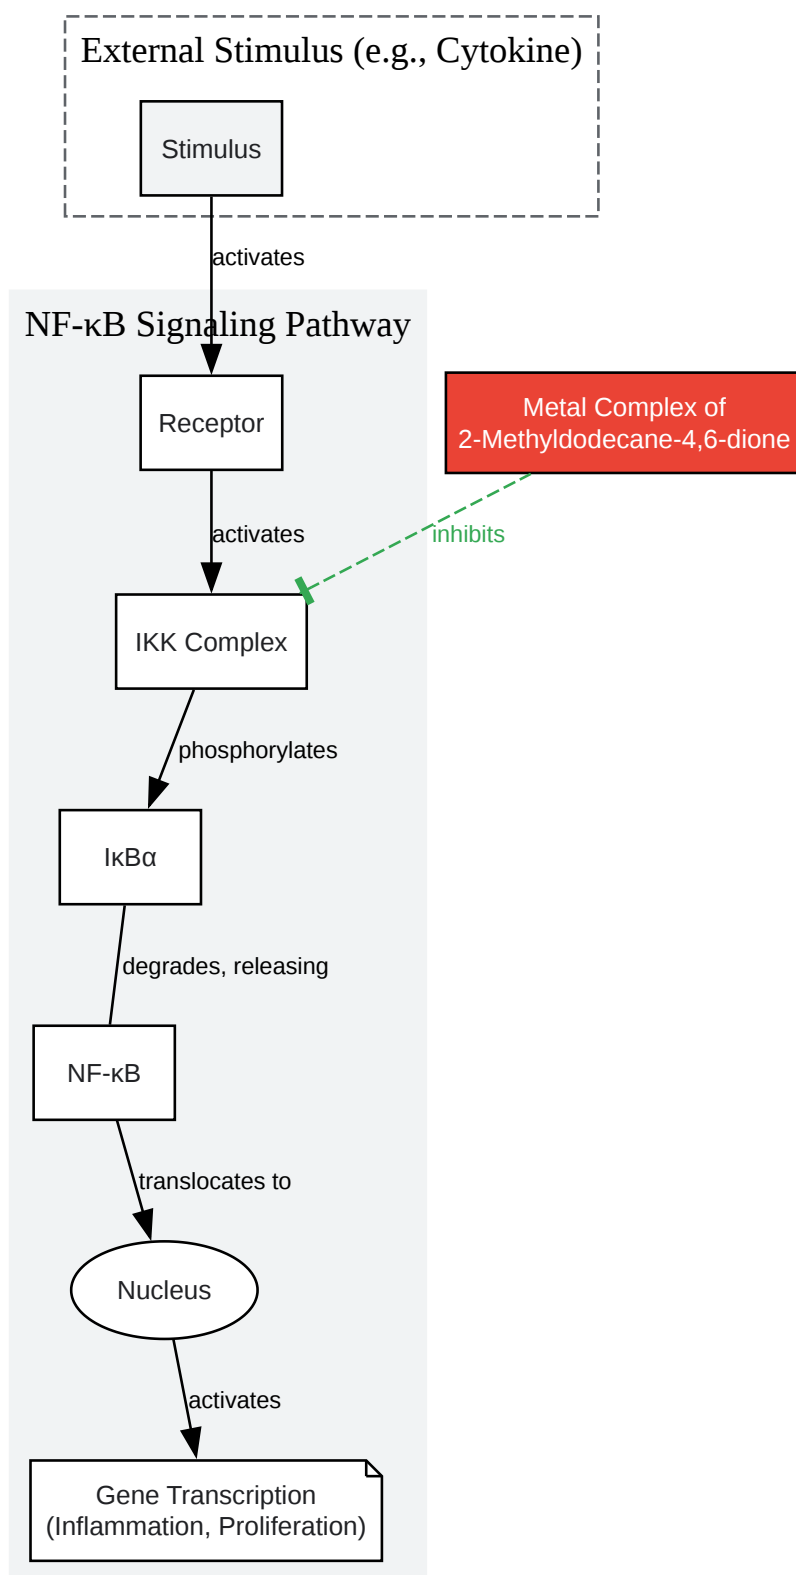 External Stimulus (e.g., Cytokine)
Stimulus
activates
NF-κB Signaling Pathway
Receptor
Metal Complex of
2-Methyldodecane-4,6-dione
activates
inhibits
IKK Complex
phosphorylates
IκBα
degrades, releasing
NF-κB
translocates to
Nucleus
activates
Gene Transcription
(Inflammation, Proliferation)